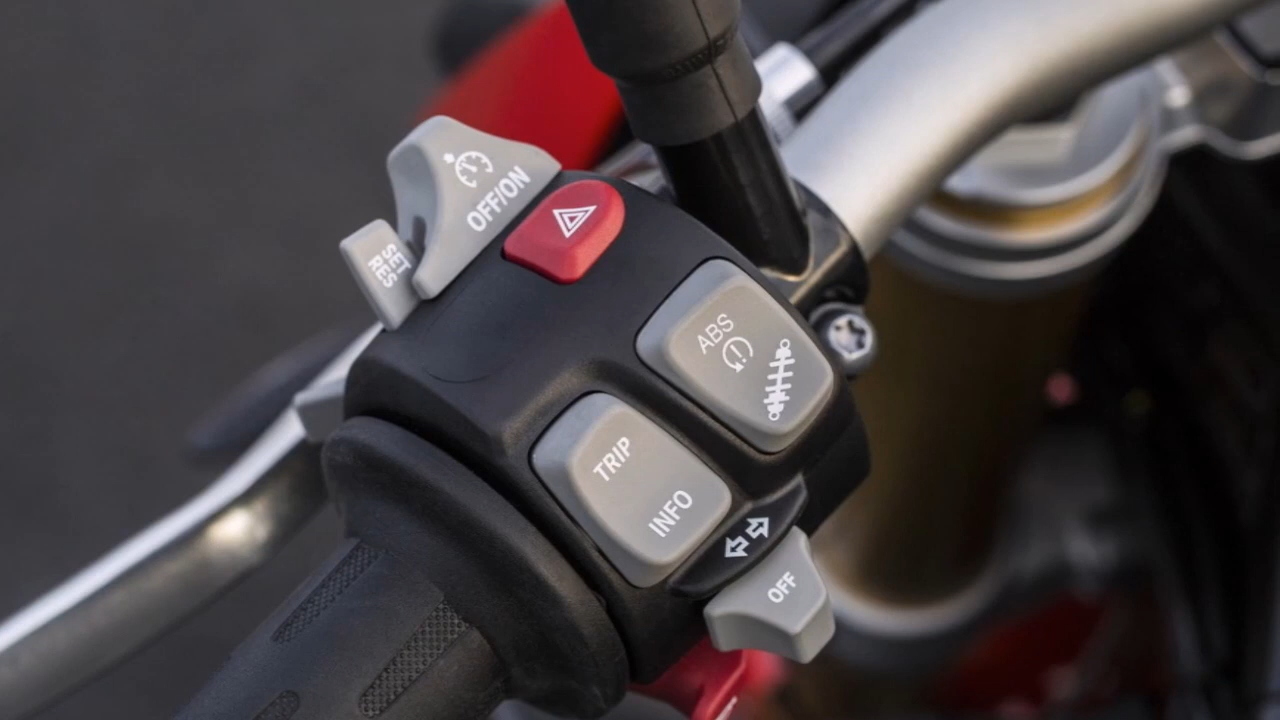 OFF/ON
SET
RES
ABS
TRIP
INFO
OFF